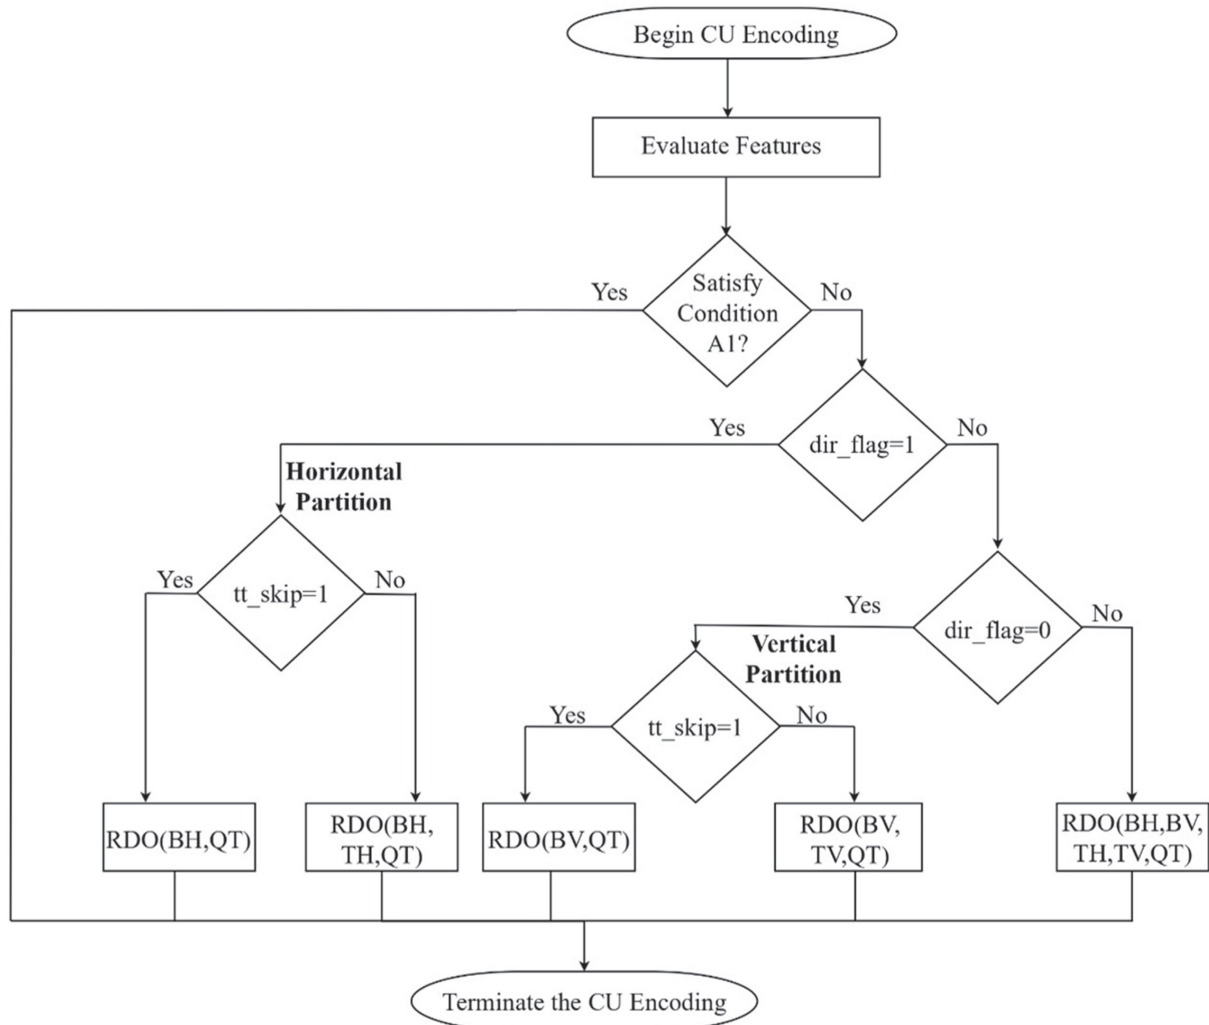 Begin CU Encoding
Evaluate Features
Yes
Satisfy
Condition
A1?
No
Yes
dir_flag=1
No
Horizontal
Partition
Yes
tt_skip=1
No
Yes
dir_flag=0
No
Vertical
Partition
Yes
tt_skip=1
No
RDO(BH,QT)
RDO(BH,
TH,QT)
RDO(BV,QT)
RDO(BV,
TV,QT)
RDO(BH,BV,
TH,TV,QT)
Terminate the CU Encoding